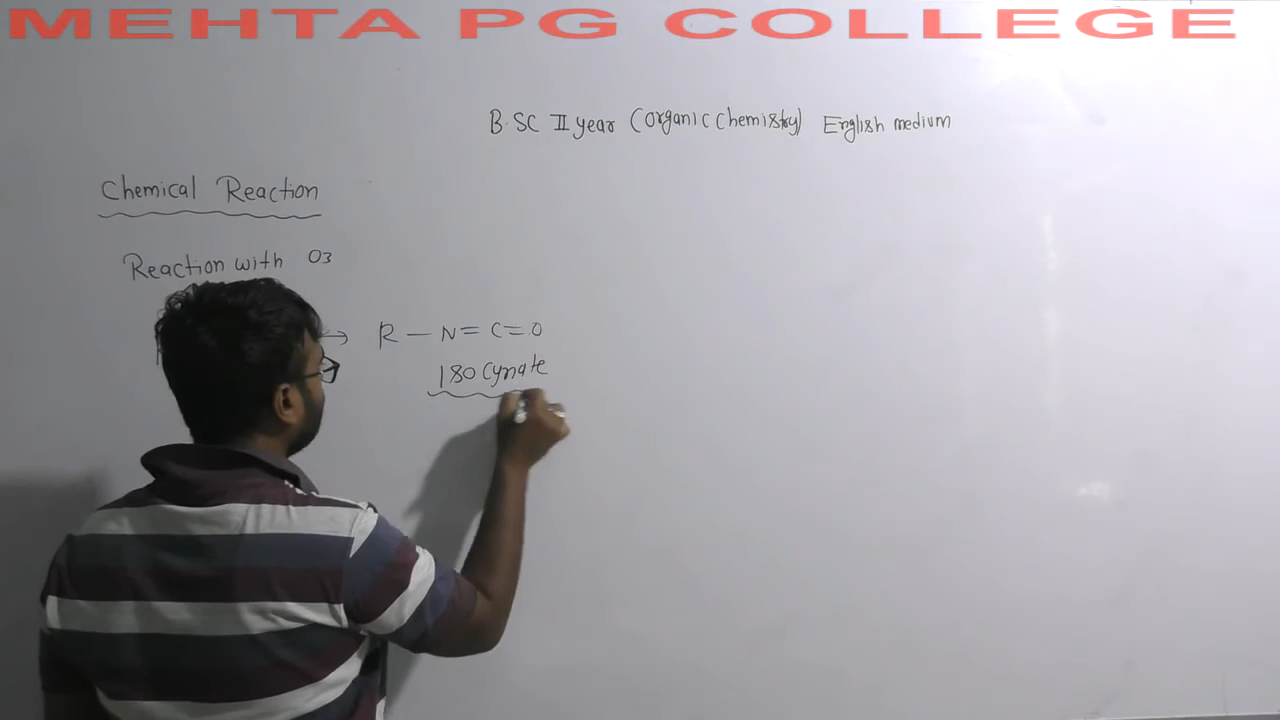 MEHTA PG COLLEGE
B.SC II year (organic chemistry) English medium
Chemical Reaction
Reaction with O3
→ R — N = C = O
180 Cynate